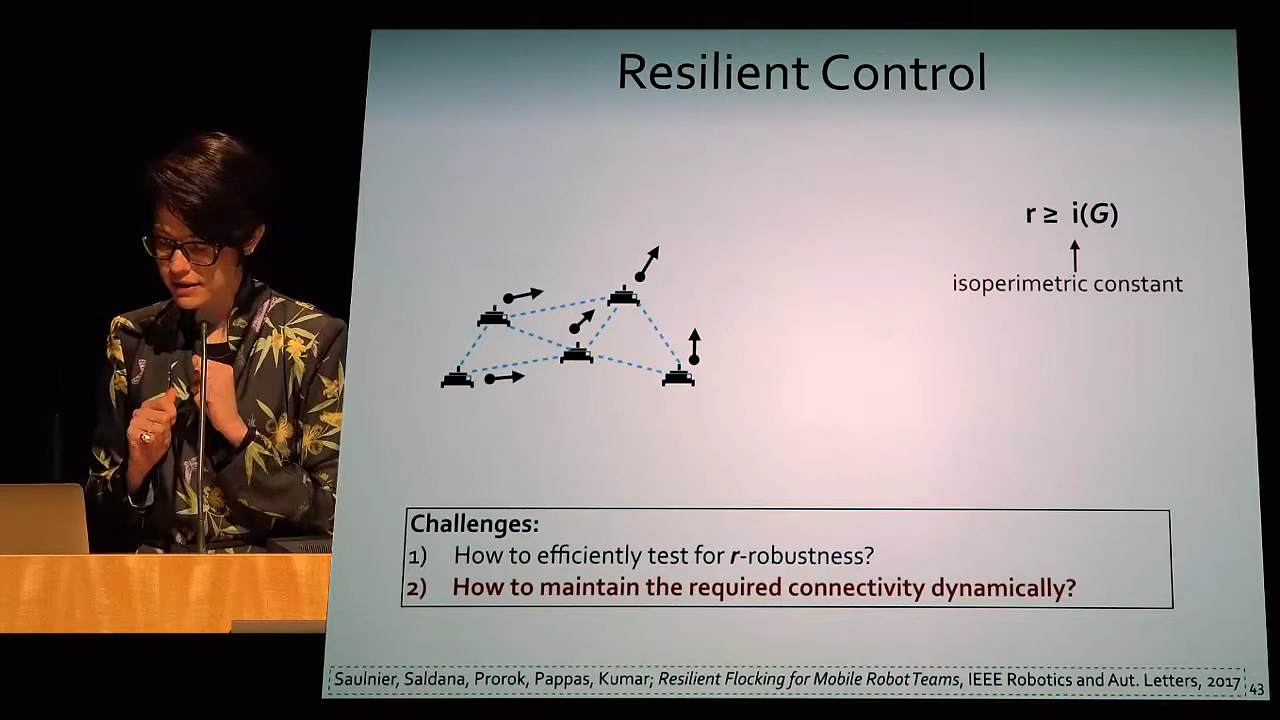 Resilient Control
r ≥ i(G)
isoperimetric constant
Challenges:
1) How to efficiently test for r-robustness?
2) How to maintain the required connectivity dynamically?
Saulnier, Saldana, Prorok, Pappas, Kumar; Resilient Flocking for Mobile Robot Teams, IEEE Robotics and Aut. Letters, 2017
43